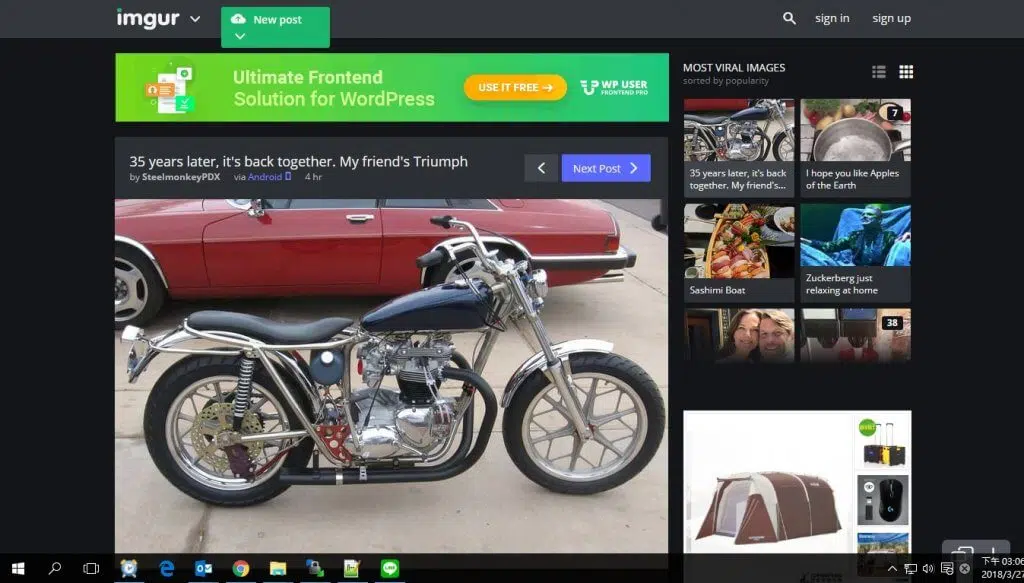 imgur
New post
sign in
sign up
Ultimate Frontend
Solution for WordPress
USE IT FREE →
WP USER
FRONTEND PRO
35 years later, it's back together. My friend's Triumph
by SteelmonkeyPDX via Android 4 hr
Next Post
MOST VIRAL IMAGES
sorted by popularity
35 years later, it's back
together. My friend's...
7
I hope you like Apples
of the Earth
Sashimi Boat
Zuckerberg just
relaxing at home
38
下午 03:06